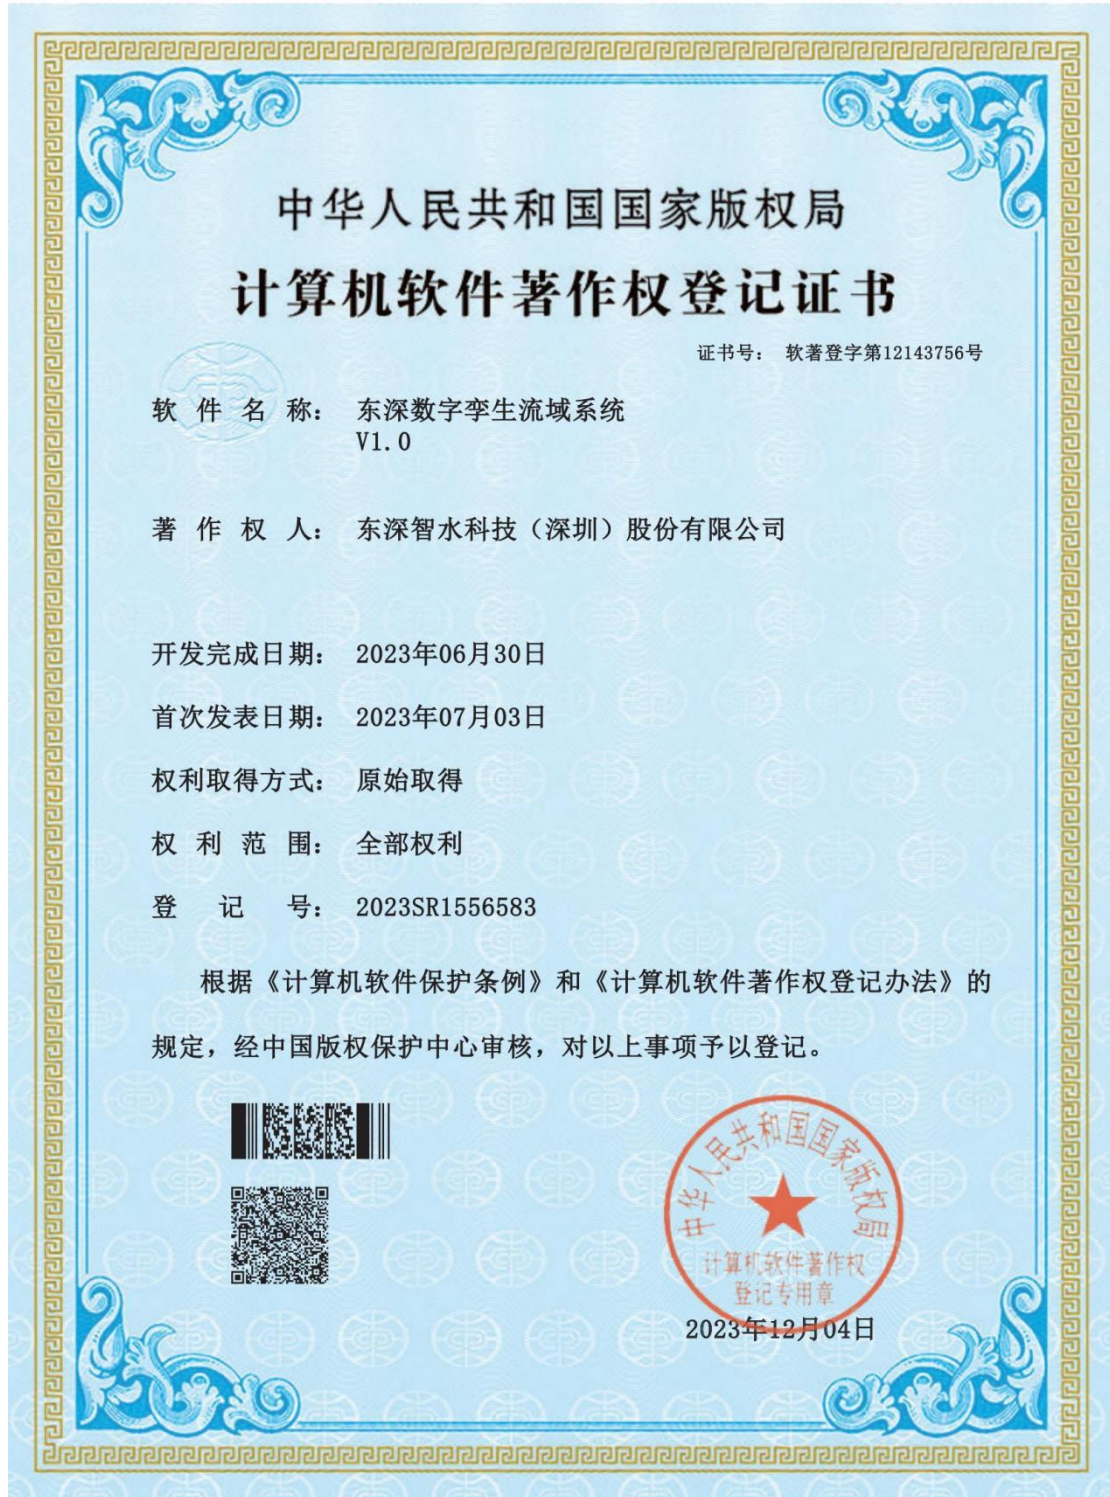 中华人民共和国国家版权局
计算机软件著作权登记证书
证书号： 软著登字第12143756号
软件名称： 东深数字孪生流域系统
V1.0
著作权人： 东深智水科技（深圳）股份有限公司
开发完成日期： 2023年06月30日
首次发表日期： 2023年07月03日
权利取得方式： 原始取得
权利范围： 全部权利
登记号： 2023SR1556583
根据《计算机软件保护条例》和《计算机软件著作权登记办法》的
规定，经中国版权保护中心审核，对以上事项予以登记。
中华人民共和国国家版权局
计算机软件著作权
登记专用章
2023年12月04日